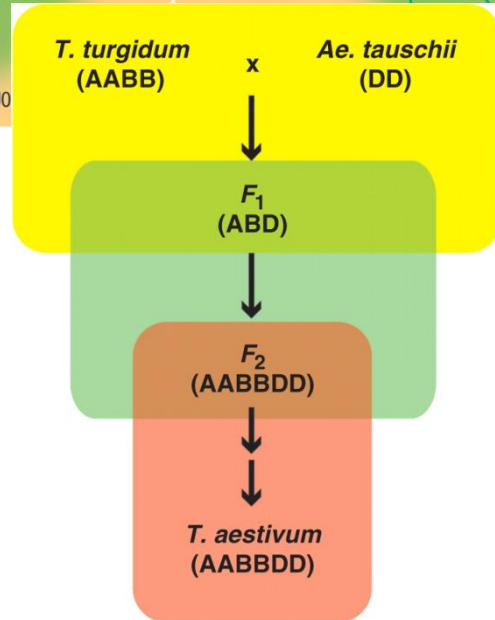 T. turgidum x Ae. tauschii
(AABB) (DD)
F1
(ABD)
F2
(AABBDD)
T. aestivum
(AABBDD)